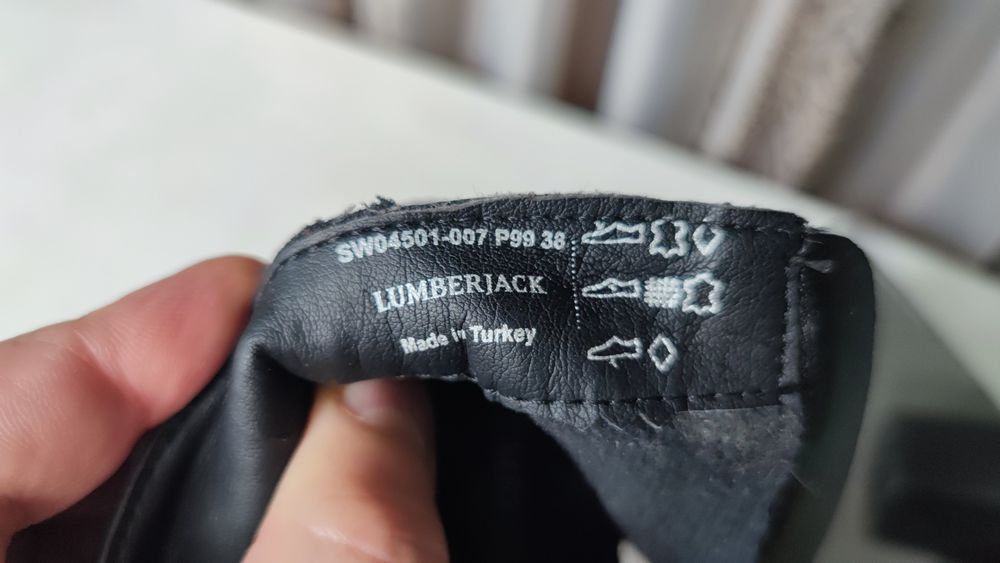 SW04501-007 P99 38
LUMBERJACK
Made in Turkey